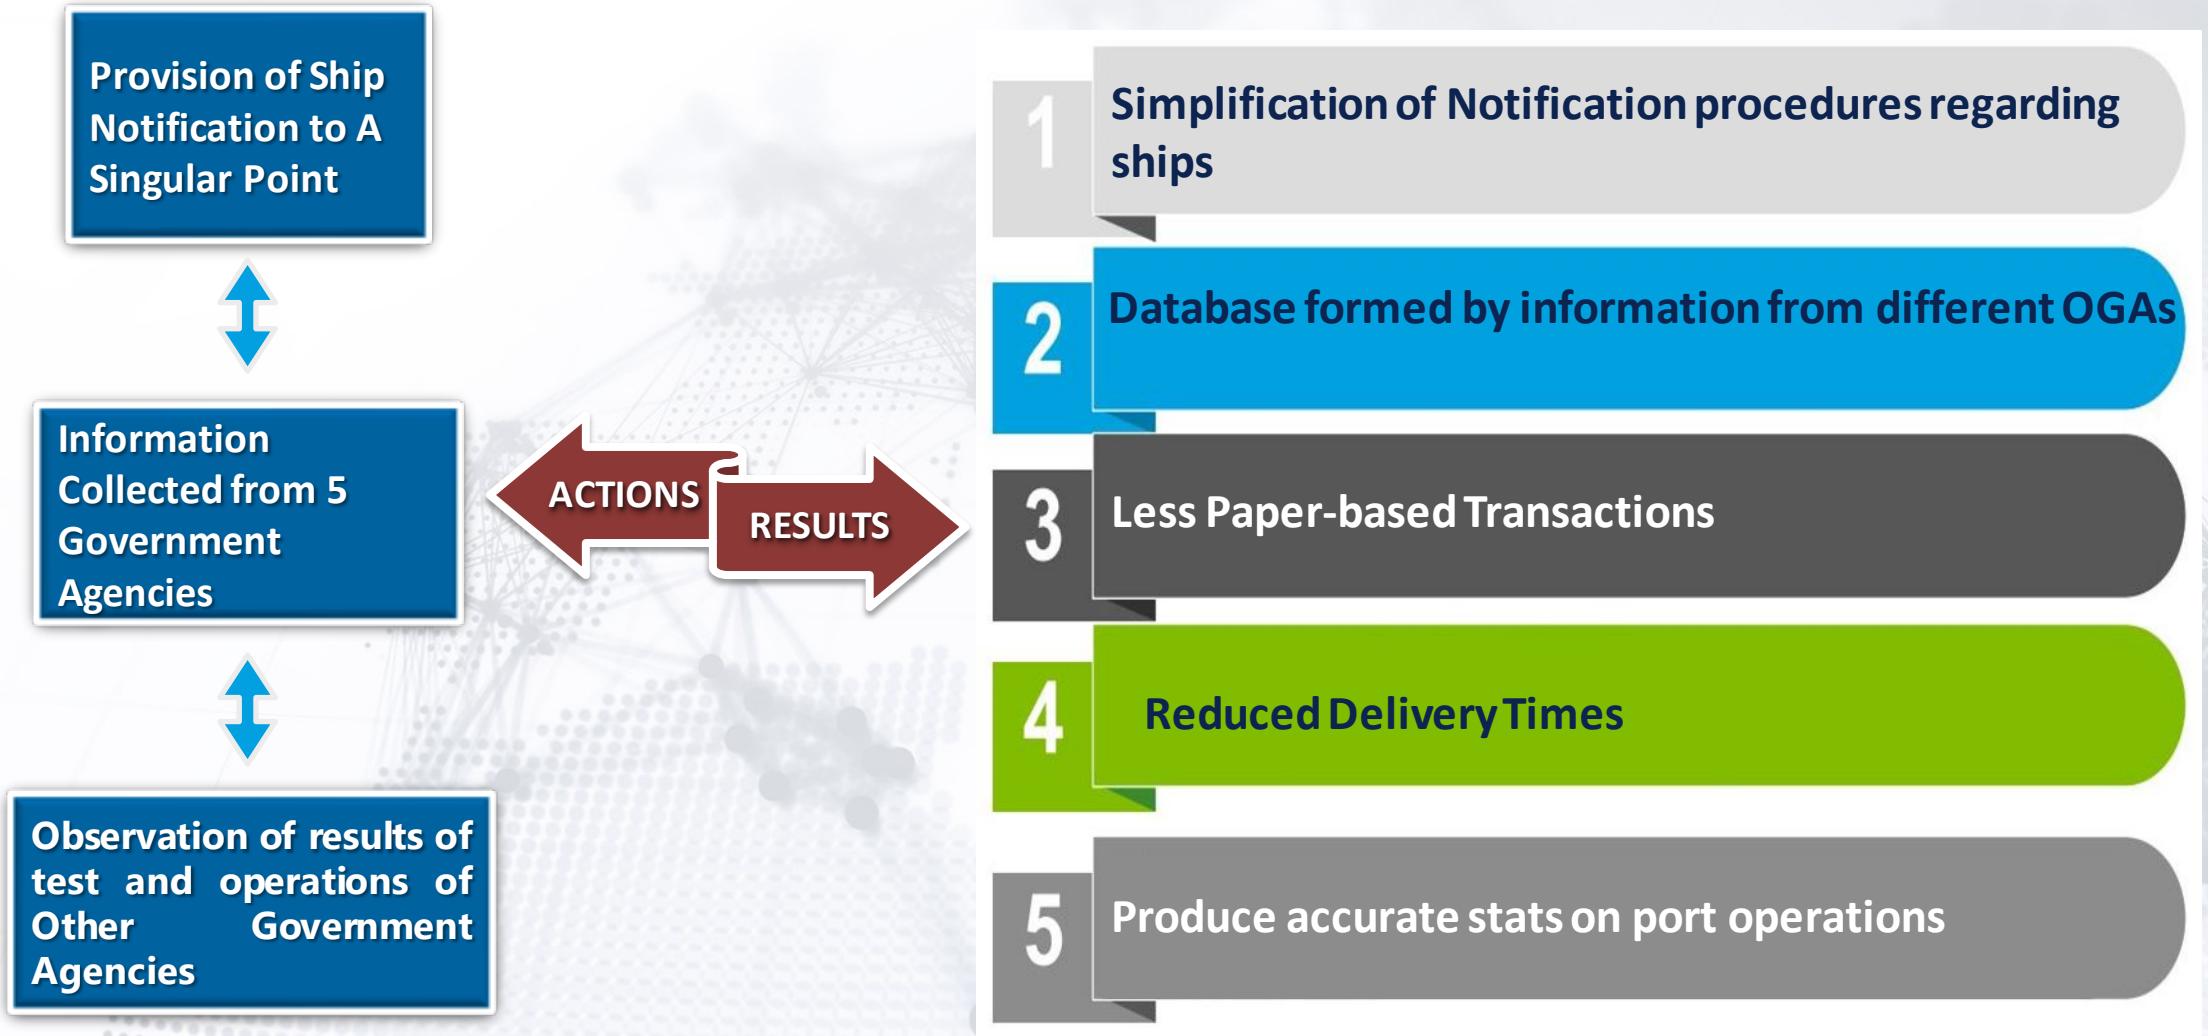 Provision of Ship
Notification to A
Singular Point
Information
Collected from 5
Government
Agencies
Observation of results of
test and operations of
Other Government
Agencies
ACTIONS
RESULTS
1
Simplification of Notification procedures regarding
ships
2
Database formed by information from different OGAs
3
Less Paper-based Transactions
4
Reduced Delivery Times
5
Produce accurate stats on port operations